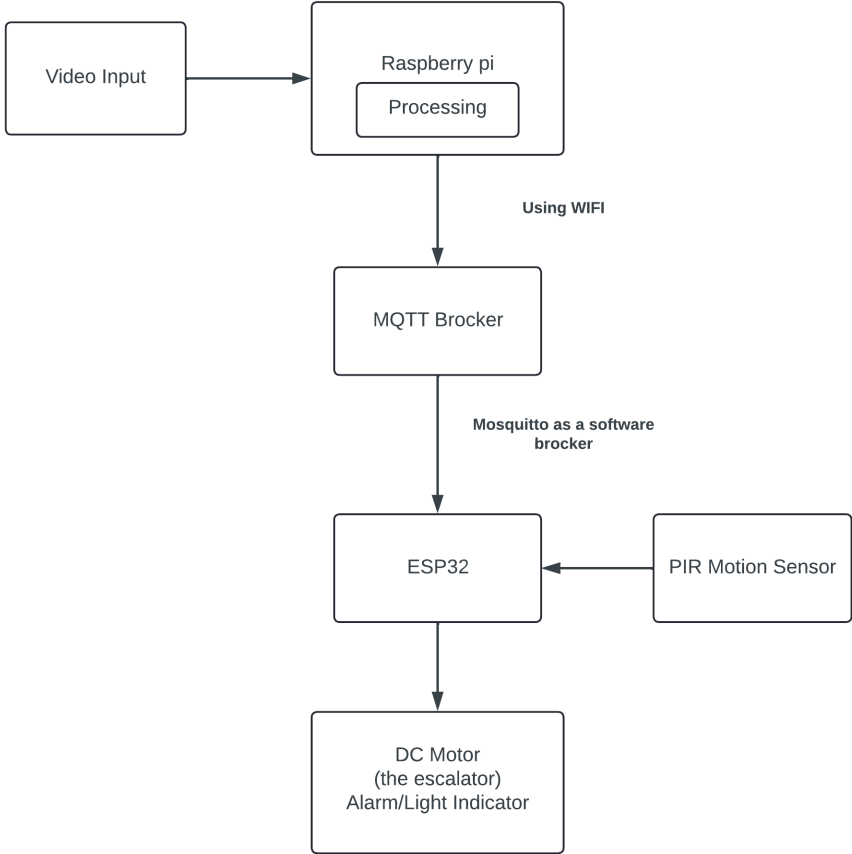 Video Input
Raspberry pi
Processing
Using WIFI
MQTT Brocker
Mosquitto as a software
brocker
ESP32
PIR Motion Sensor
DC Motor
(the escalator)
Alarm/Light Indicator